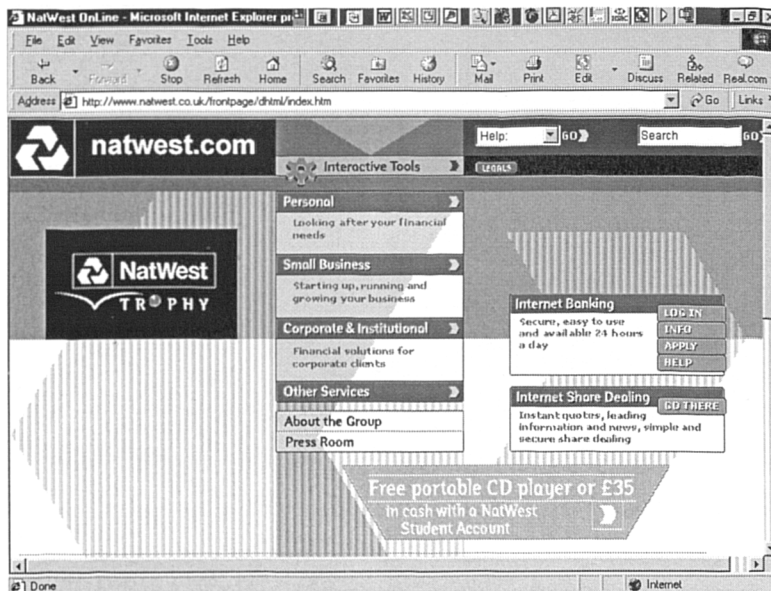 NatWest OnLine - Microsoft Internet Explorer pr
File Edit View Favorites Tools Help
Back Forward Stop Refresh Home Search Favorites History Mail Print Edit Discuss Related Real.com
Address http://www.natwest.co.uk/frontpage/dhtml/index.htm Go Links
natwest.com
Help: GO Search GO
Interactive Tools LEGALS
Personal
Looking after your financial
needs
Small Business
Starting up, running and
growing your business
Corporate & Institutional
Financial solutions for
corporate clients
Other Services
About the Group
Press Room
NatWest
TROPHY
Internet Banking
Secure, easy to use
and available 24 hours
a day
LOG IN
INFO
APPLY
HELP
Internet Share Dealing
GO THERE
Instant quotes, leading
information and news, simple and
secure share dealing
Free portable CD player or £35
in cash with a NatWest
Student Account
Done Internet